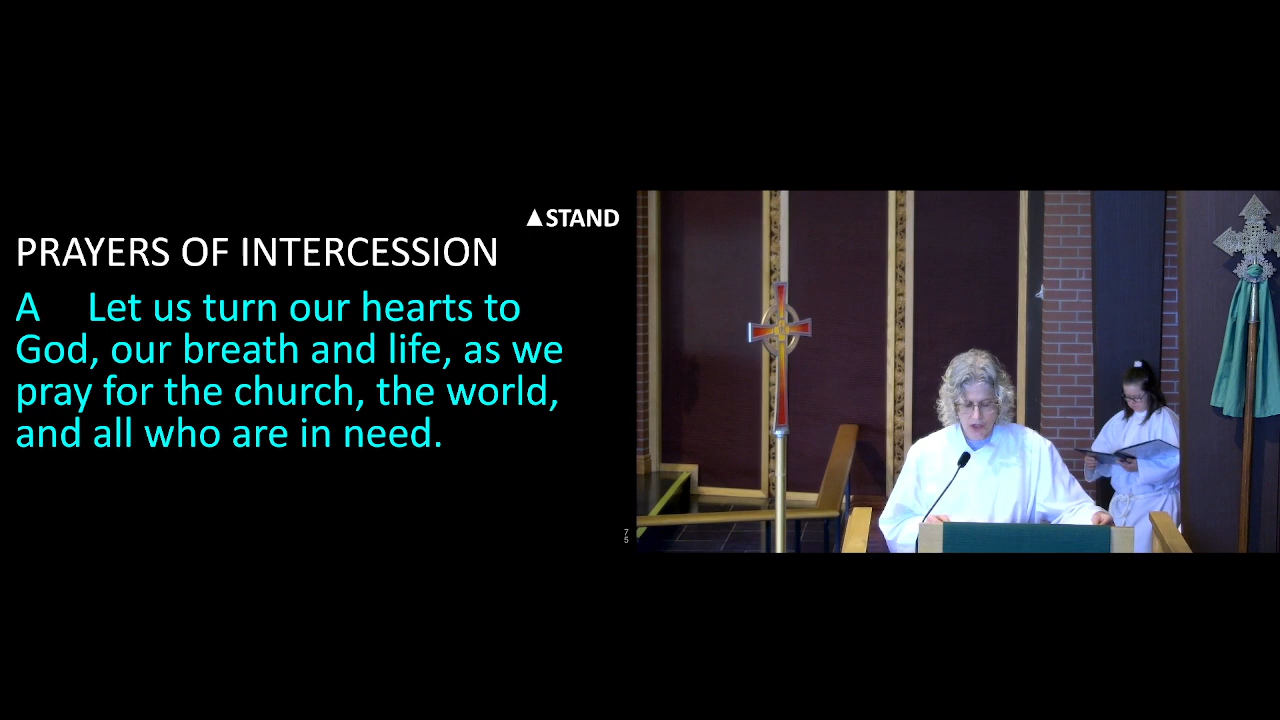 ▲STAND
PRAYERS OF INTERCESSION
A Let us turn our hearts to
God, our breath and life, as we
pray for the church, the world,
and all who are in need.
75